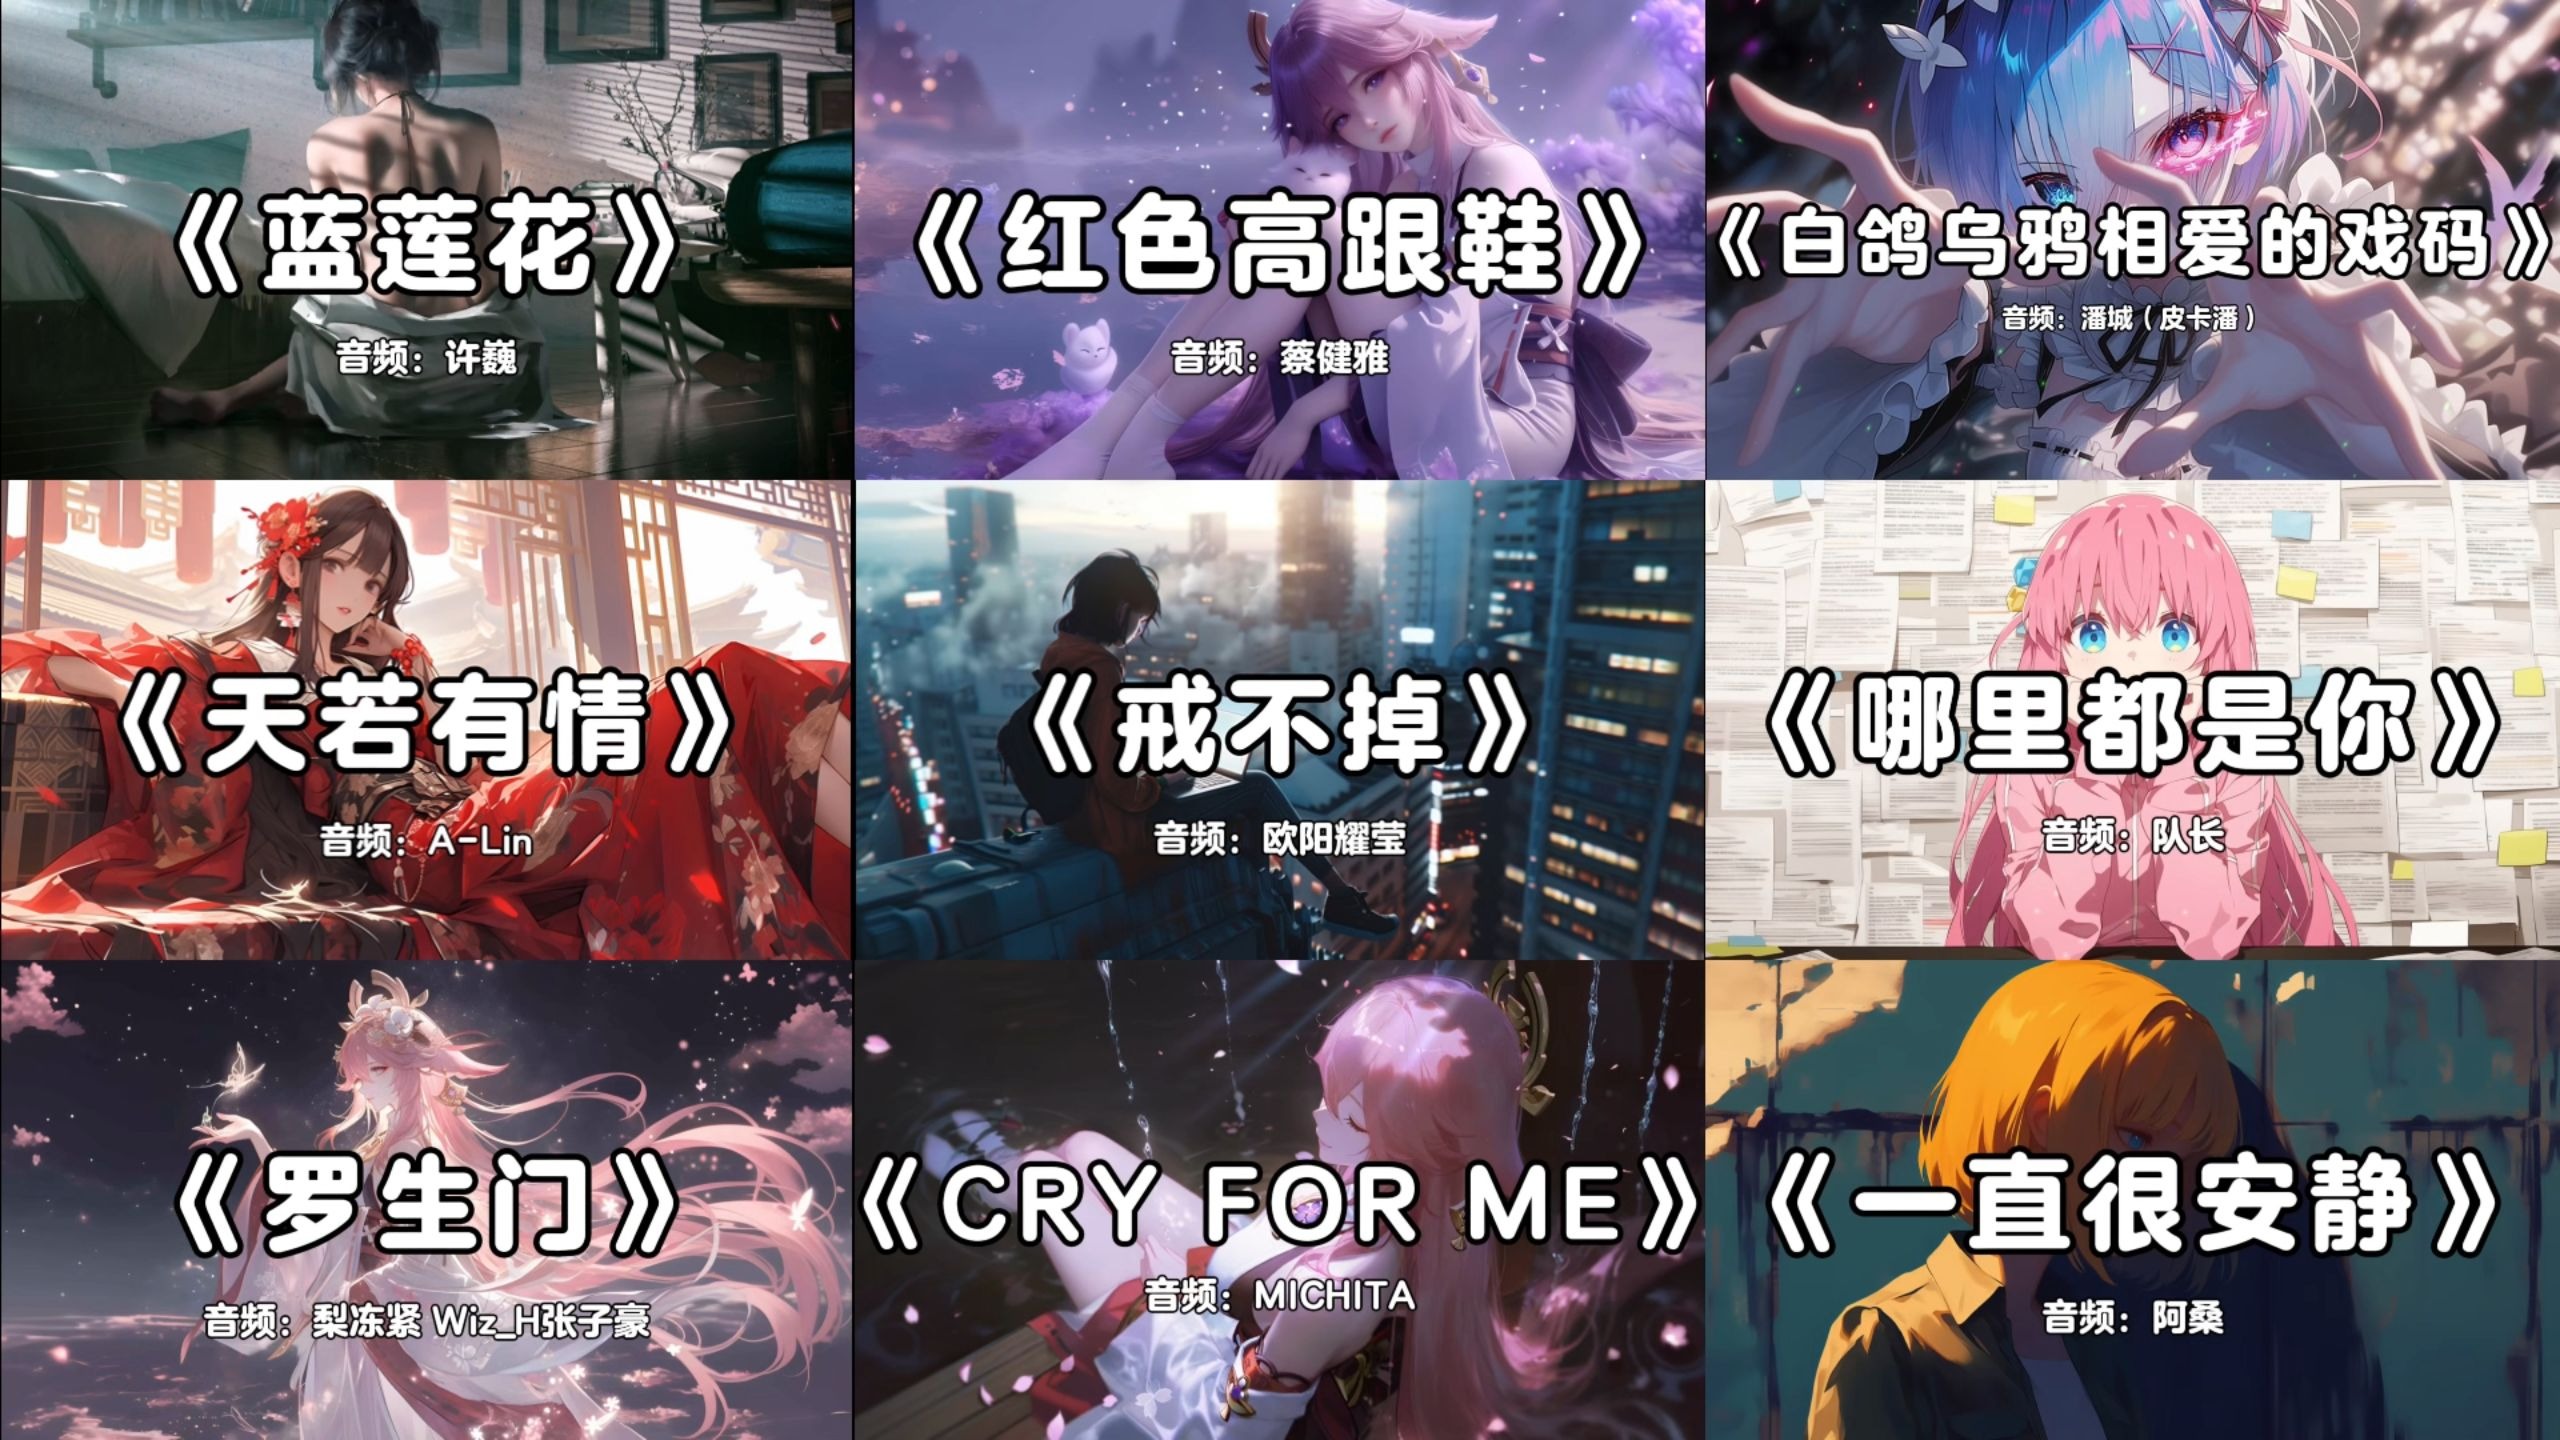 《蓝莲花》
音频：许巍
《红色高跟鞋》
音频：蔡健雅
《白鸽乌鸦相爱的戏码》
音频：潘城（皮卡潘）
《天若有情》
音频：A-Lin
《戒不掉》
音频：欧阳耀莹
《哪里都是你》
音频：队长
《罗生门》
音频：梨冻紧 Wiz_H张子豪
《CRY FOR ME》
音频：MICHITA
《一直很安静》
音频：阿桑